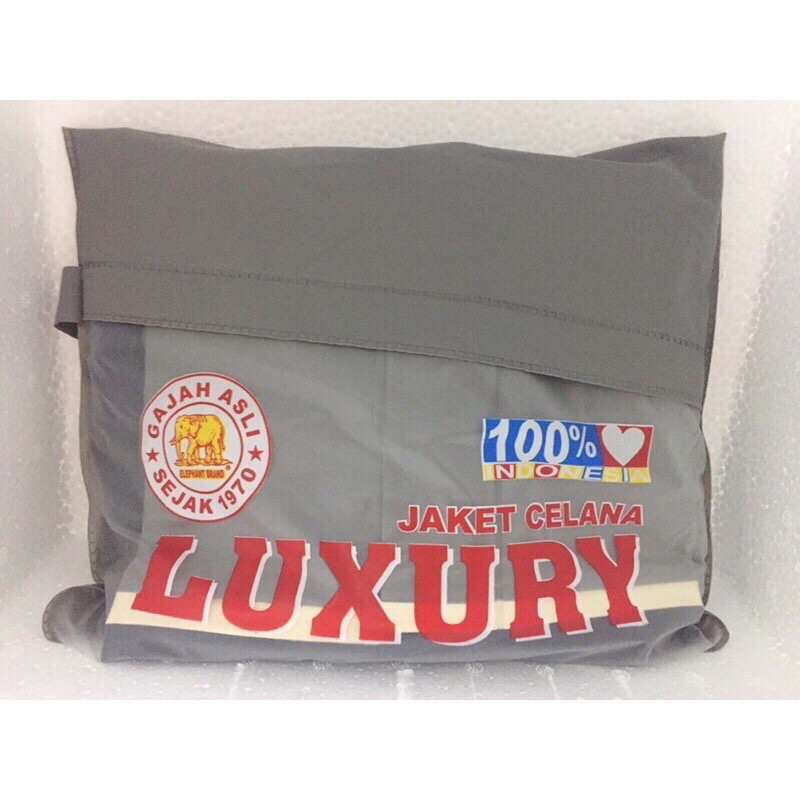 GAJAH ASLI
ELEPHANT BRAND
SEJAK 1970
100%
INDONESIA
JAKET CELANA
LUXURY